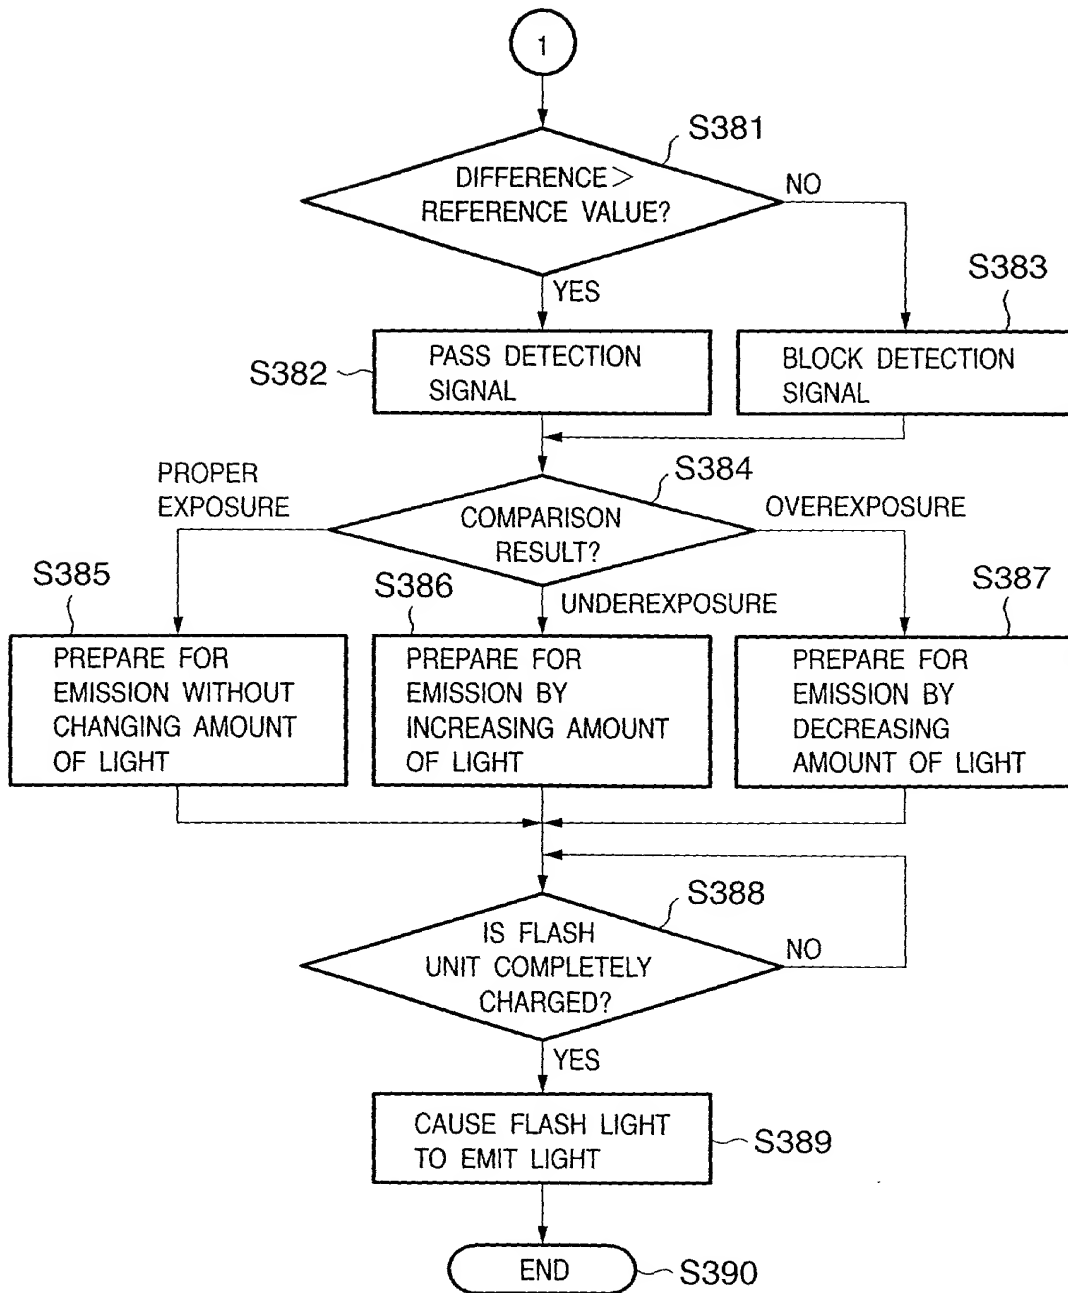 1
S381
DIFFERENCE>
REFERENCE VALUE?
NO
YES
S383
S382
PASS DETECTION
SIGNAL
BLOCK DETECTION
SIGNAL
S384
PROPER
EXPOSURE
COMPARISON
RESULT?
OVEREXPOSURE
S385
S386
UNDEREXPOSURE
S387
PREPARE FOR
EMISSION WITHOUT
CHANGING AMOUNT
OF LIGHT
PREPARE FOR
EMISSION BY
INCREASING AMOUNT
OF LIGHT
PREPARE FOR
EMISSION BY
DECREASING
AMOUNT OF LIGHT
S388
IS FLASH
UNIT COMPLETELY
CHARGED?
NO
YES
CAUSE FLASH LIGHT
TO EMIT LIGHT
S389
END
S390